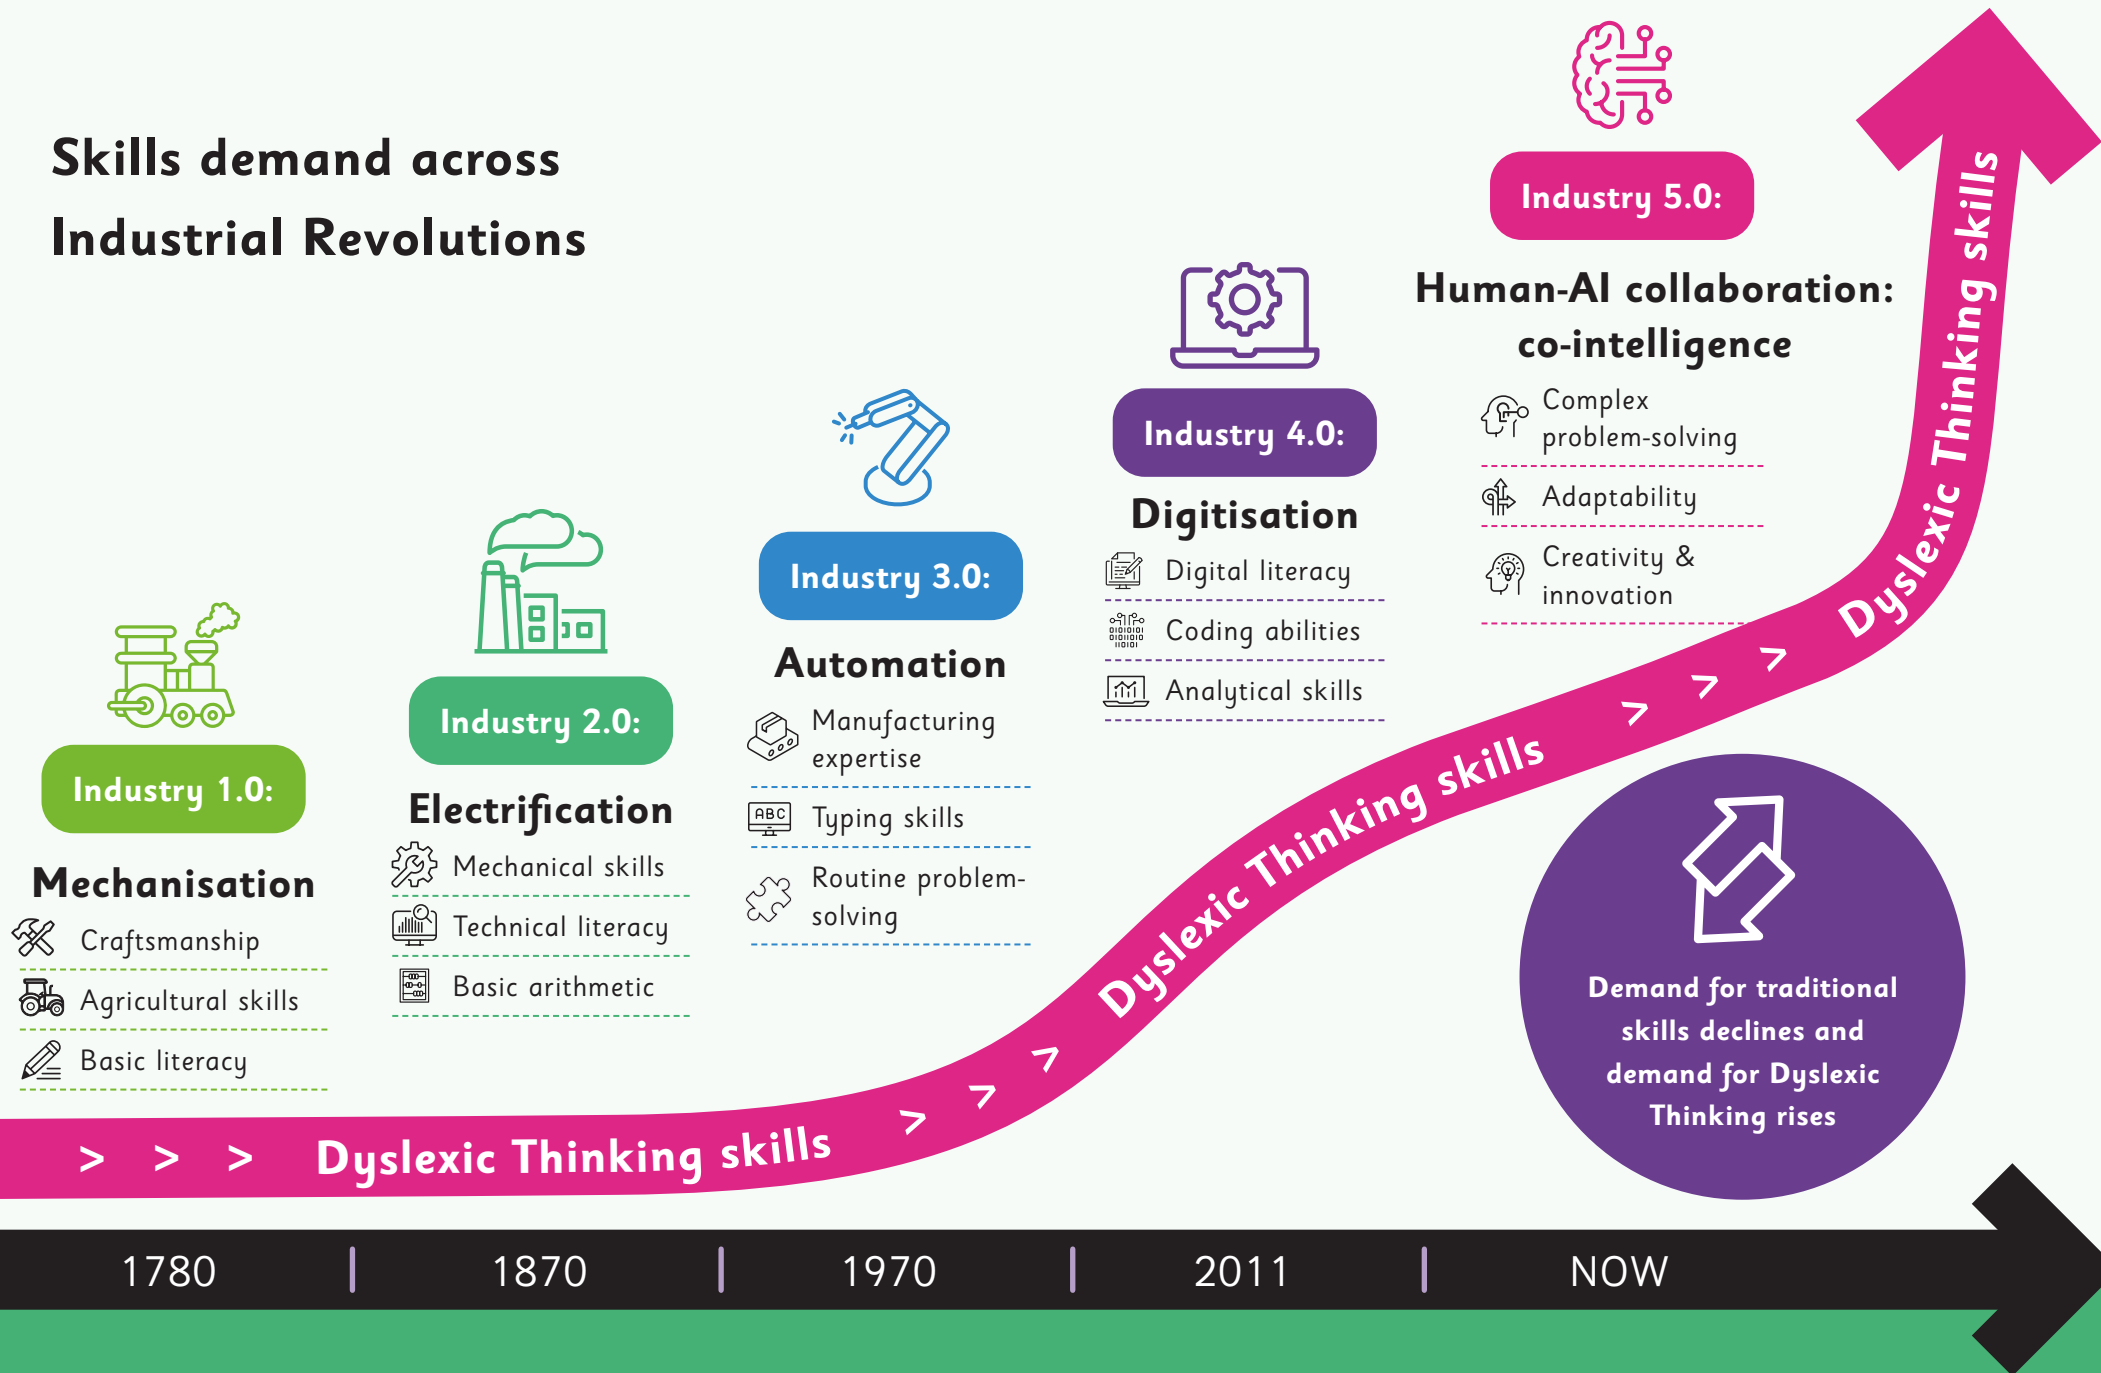 Skills demand across
Industrial Revolutions
Industry 1.0:
Mechanisation
Craftsmanship
Agricultural skills
Basic literacy
Industry 2.0:
Electrification
Mechanical skills
Technical literacy
Basic arithmetic
Industry 3.0:
Automation
Manufacturing
expertise
ABC
Typing skills
Routine problem-
solving
Industry 4.0:
Digitisation
Digital literacy
Coding abilities
Analytical skills
Industry 5.0:
Human-AI collaboration:
co-intelligence
Complex
problem-solving
Adaptability
Creativity &
innovation
> > > Dyslexic Thinking skills > > > Dyslexic Thinking skills > > > Dyslexic Thinking skills
Demand for traditional
skills declines and
demand for Dyslexic
Thinking rises
1780 | 1870 | 1970 | 2011 | NOW